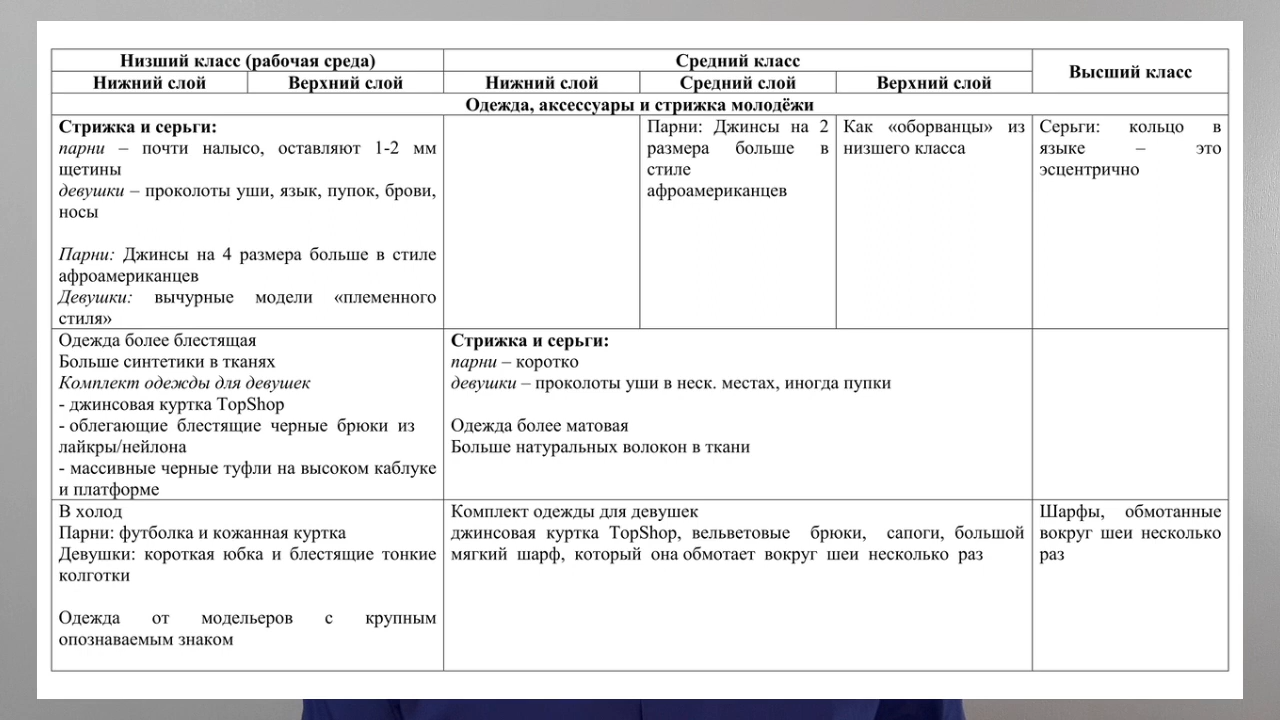 Низший класс (рабочая среда)
Средний класс
Высший класс
Нижний слой
Верхний слой
Нижний слой
Средний слой
Верхний слой
Одежда, аксессуары и стрижка молодёжи
Стрижка и серьги:
парни – почти налысо, оставляют 1-2 мм
щетины
девушки – проколоты уши, язык, пупок, брови,
носы
Парни: Джинсы на 4 размера больше в стиле
афроамериканцев
Девушки: вычурные модели «племенного
стиля»
Парни: Джинсы на 2
размера больше в
стиле
афроамериканцев
Как «оборванцы» из
низшего класса
Серьги: кольцо в
языке – это
эсцентрично
Одежда более блестящая
Больше синтетики в тканях
Комплект одежды для девушек
- джинсовая куртка TopShop
- облегающие блестящие черные брюки из
лайкры/нейлона
- массивные черные туфли на высоком каблуке
и платформе
Стрижка и серьги:
парни – коротко
девушки – проколоты уши в неск. местах, иногда пупки
Одежда более матовая
Больше натуральных волокон в ткани
В холод
Парни: футболка и кожанная куртка
Девушки: короткая юбка и блестящие тонкие
колготки
Одежда от модельеров с крупным
опознаваемым знаком
Комплект одежды для девушек
джинсовая куртка TopShop, вельветовые брюки, сапоги, большой
мягкий шарф, который она обмотает вокруг шеи несколько раз
Шарфы, обмотанные
вокруг шеи несколько
раз